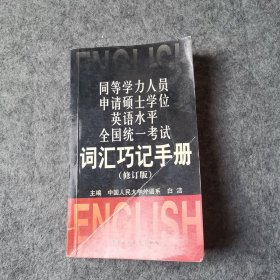 ENGLISH
同等学力人员
申请硕士学位
英语水平
全国统一考试
词汇巧记手册
（修订版）
主编 中国人民大学外语系 白洁
ENGLISH